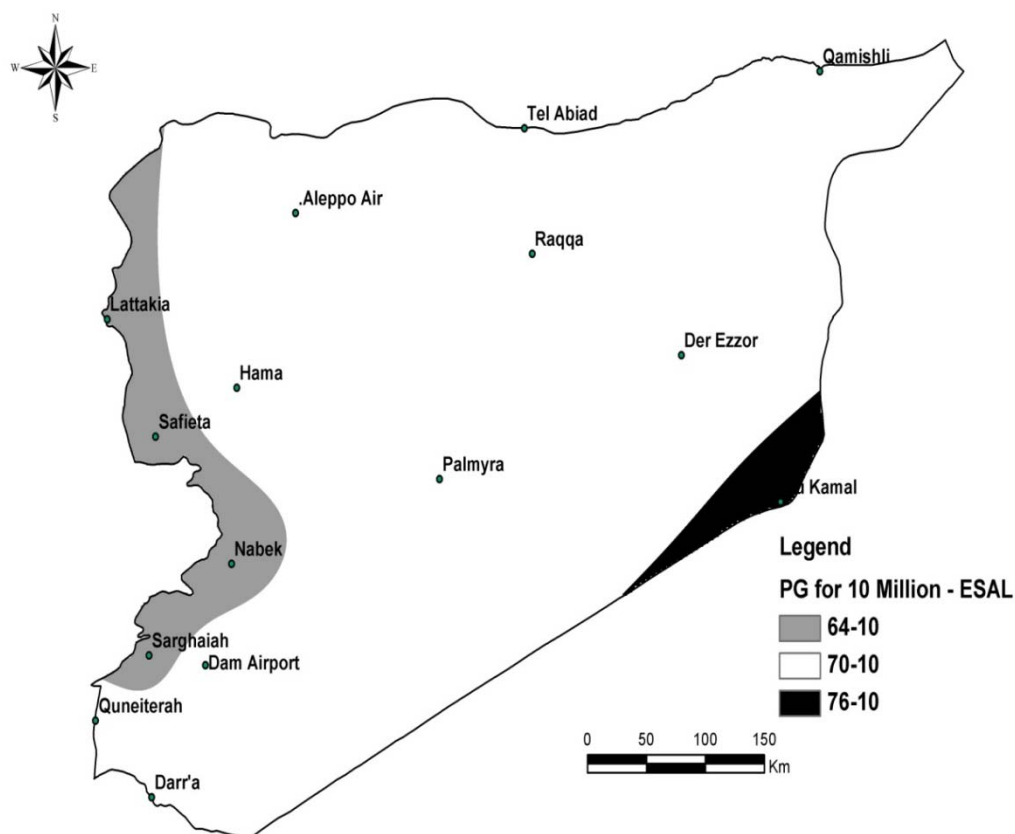 N
W E
S
Qamishli
Tel Abiad
.Aleppo Air
Raqqa
Lattakia
Der Ezzor
Hama
Safieta
Palmyra
Kamal
Nabek
Legend
PG for 10 Million - ESAL
64-10
Sarghaiah
70-10
Dam Airport
76-10
Quneiterah
0 50 100 150
Km
Darr'a